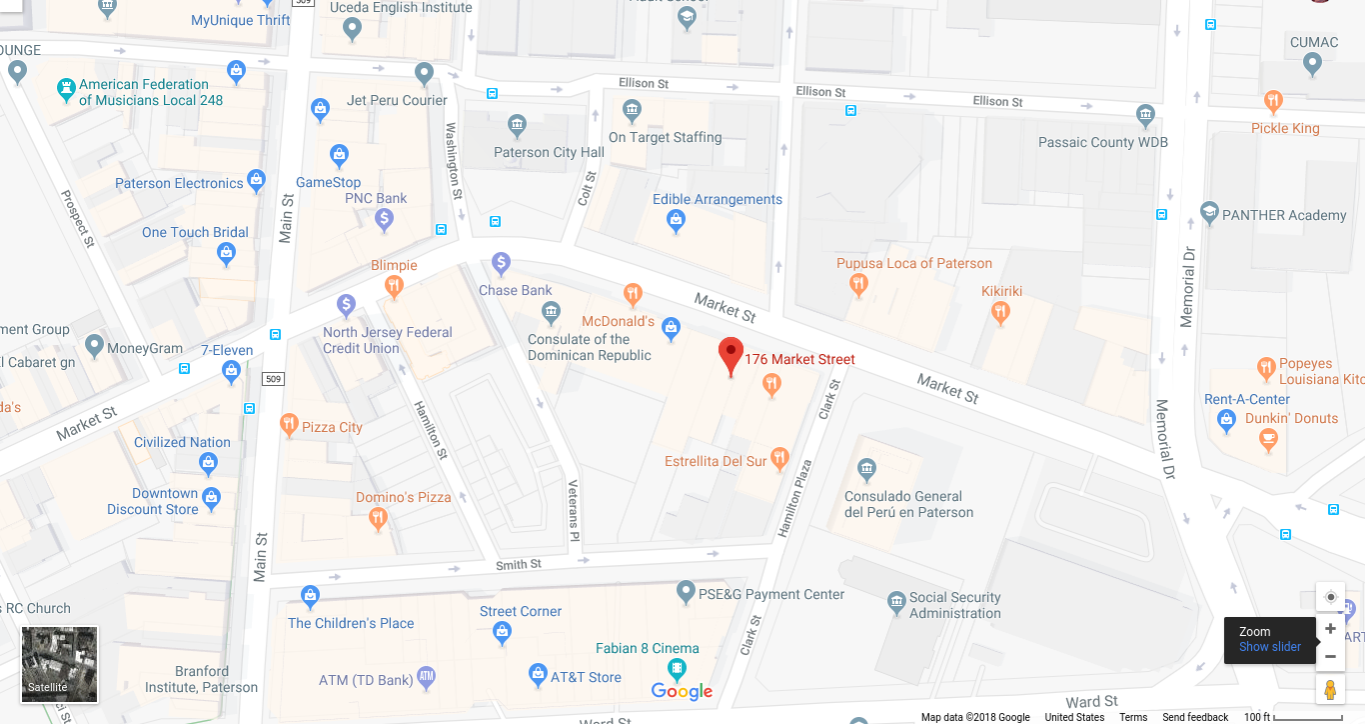 509
Uceda English Institute
MyUnique Thrift
CUMAC
Ellison St
Ellison St
Ellison St
American Federation
of Musicians Local 248
Jet Peru Courier
Pickle King
On Target Staffing
Passaic County WDB
Paterson City Hall
Washington St
GameStop
Paterson Electronics
PNC Bank
Colt St
Edible Arrangements
PANTHER Academy
Prospect St
Main St
One Touch Bridal
Blimpie
Pupusa Loca of Paterson
Memorial Dr
Chase Bank
Kikiriki
Market St
McDonald's
North Jersey Federal
Credit Union
Consulate of the
Dominican Republic
MoneyGram
7-Eleven
176 Market Street
Popeyes
Louisiana Kitc
509
Clark St
Market St
Rent-A-Center
Dunkin' Donuts
Market St
Hamilton St
Pizza City
Memorial Dr
Civilized Nation
Estrellita Del Sur
Downtown
Discount Store
Domino's Pizza
Veterans Pl
Hamilton Plaza
Consulado General
del Perú en Paterson
Main St
Smith St
RC Church
PSE&G Payment Center
Social Security
Administration
The Children's Place
Street Corner
Clark St
Zoom
Show slider
Fabian 8 Cinema
Branford
Institute, Paterson
ATM (TD Bank)
ATM
AT&T Store
Satellite
Google
Ward St
Ward St
Map data ©2018 Google
United States
Terms
Send feedback
100 ft